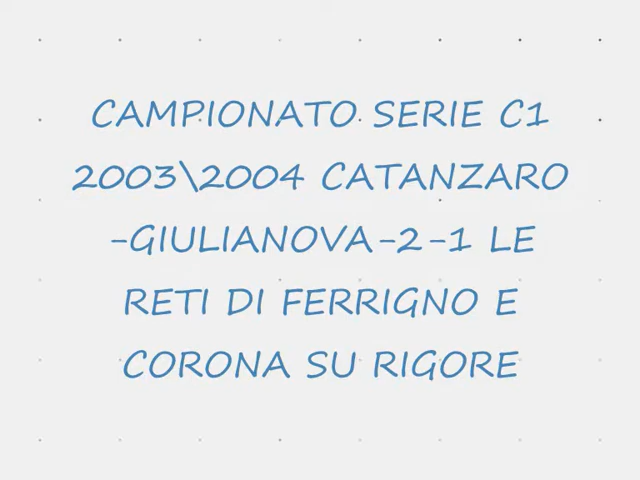 CAMPIONATO SERIE C1
2003\2004 CATANZARO
-GIULIANOVA-2-1 LE
RETI DI FERRIGNO E
CORONA SU RIGORE